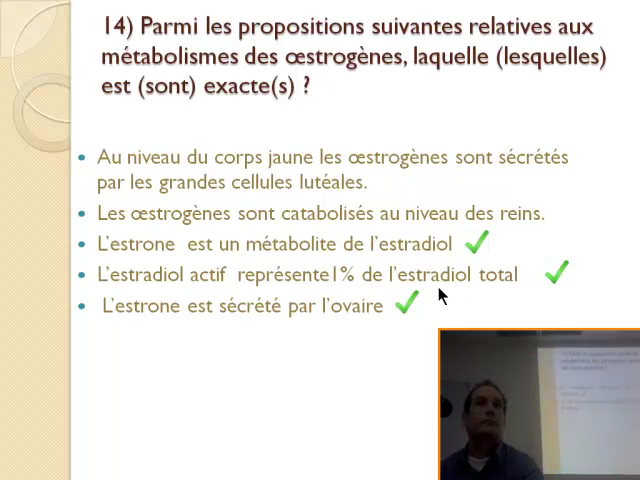 14) Parmi les propositions suivantes relatives aux
métabolismes des œstrogènes, laquelle (lesquelles)
est (sont) exacte(s) ?
Au niveau du corps jaune les œstrogènes sont sécrétés
par les grandes cellules lutéales.
Les œstrogènes sont catabolisés au niveau des reins.
L'estrone est un métabolite de l'estradiol
L'estradiol actif représente1% de l'estradiol total
L'estrone est sécrété par l'ovaire